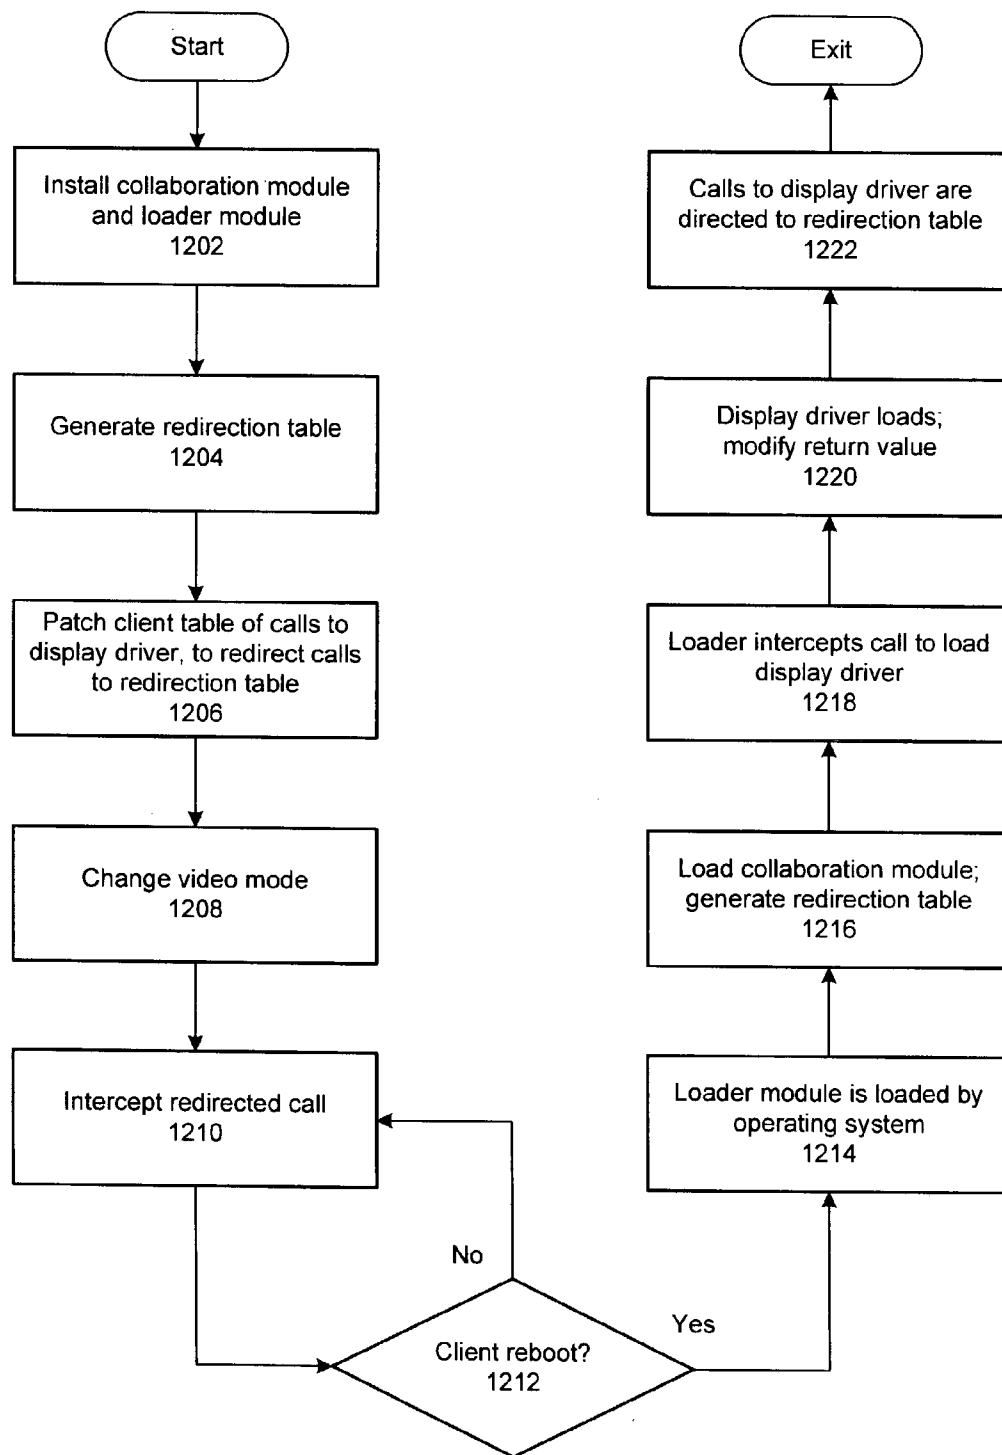 Start
Install collaboration module
and loader module
1202
Generate redirection table
1204
Patch client table of calls to
display driver, to redirect calls
to redirection table
1206
Change video mode
1208
Intercept redirected call
1210
No
Client reboot?
1212
Yes
Loader module is loaded by
operating system
1214
Load collaboration module;
generate redirection table
1216
Loader intercepts call to load
display driver
1218
Display driver loads;
modify return value
1220
Calls to display driver are
directed to redirection table
1222
Exit